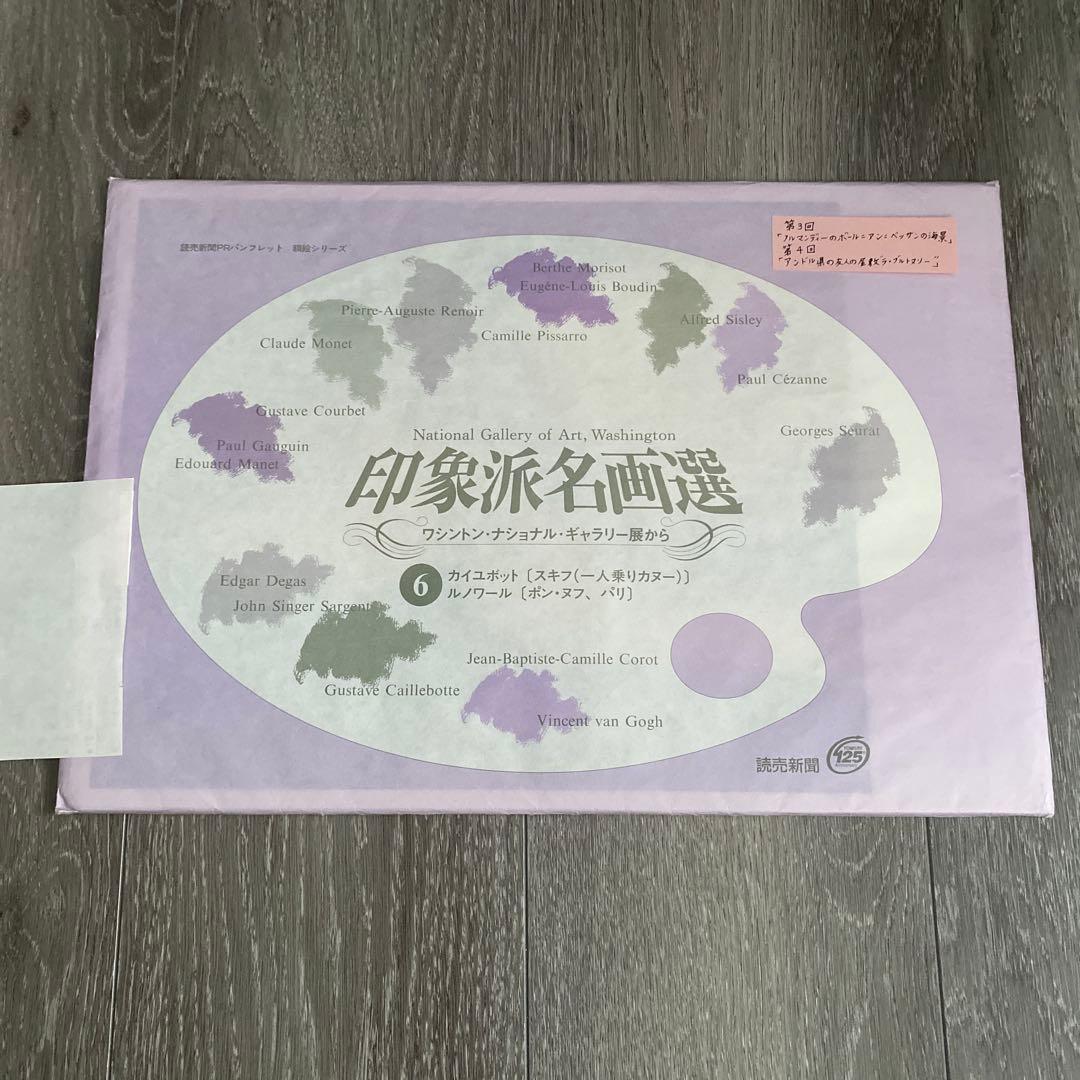 読売新聞PRパンフレット 額絵シリーズ
第3回
「ノルマンディーのポール＝アン＝ベッサンの海景」
第4回
「アンドル県の友人の屋敷ラ・ブルトヌリー」
Berthe Morisot
Eugéne-Louis Boudin
Pierre-Auguste Renoir
Camille Pissarro
Alfred Sisley
Claude Monet
Paul Cézanne
Gustave Courbet
Georges Seurat
Paul Gauguin
Edouard Manet
National Gallery of Art, Washington
印象派名画選
ワシントン・ナショナル・ギャラリー展から
6 カイユボット〔スキフ(一人乗りカヌー)〕
ルノワール〔ポン・ヌフ、パリ〕
Edgar Degas
John Singer Sargent
Jean-Baptiste-Camille Corot
Gustave Caillebotte
Vincent van Gogh
読売新聞
YOMIURI
125
Anniversary